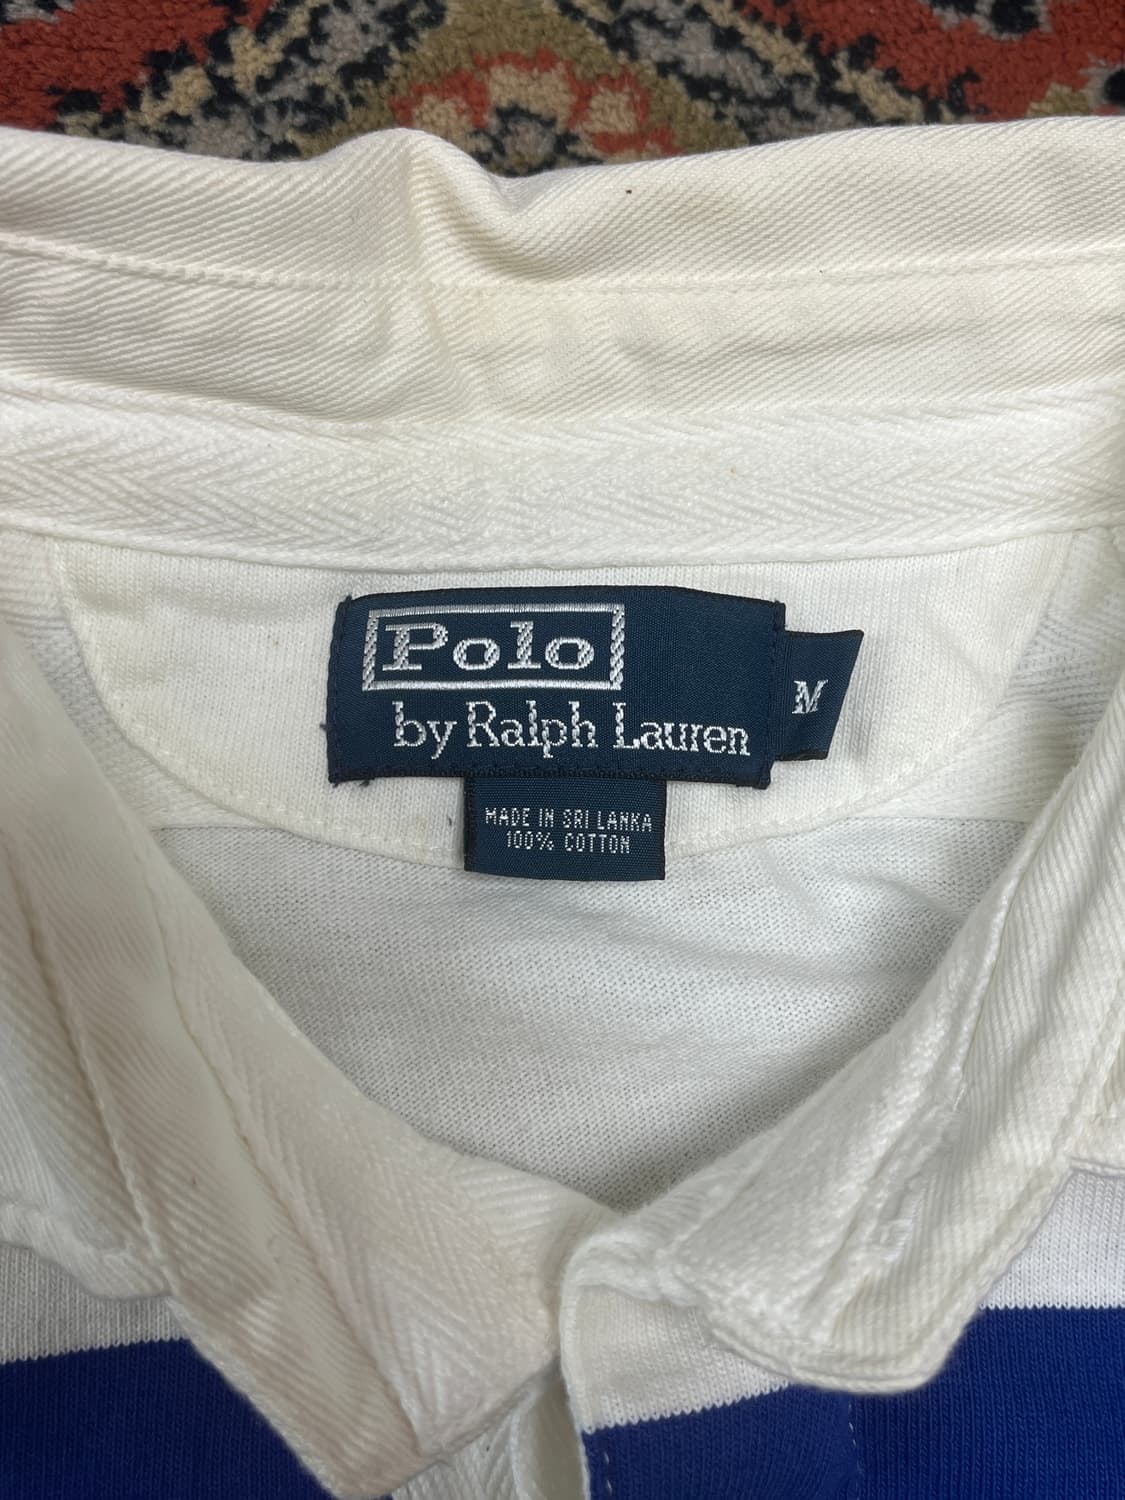 Polo
by Ralph Lauren
M
MADE IN SRI LANKA
100% COTTON